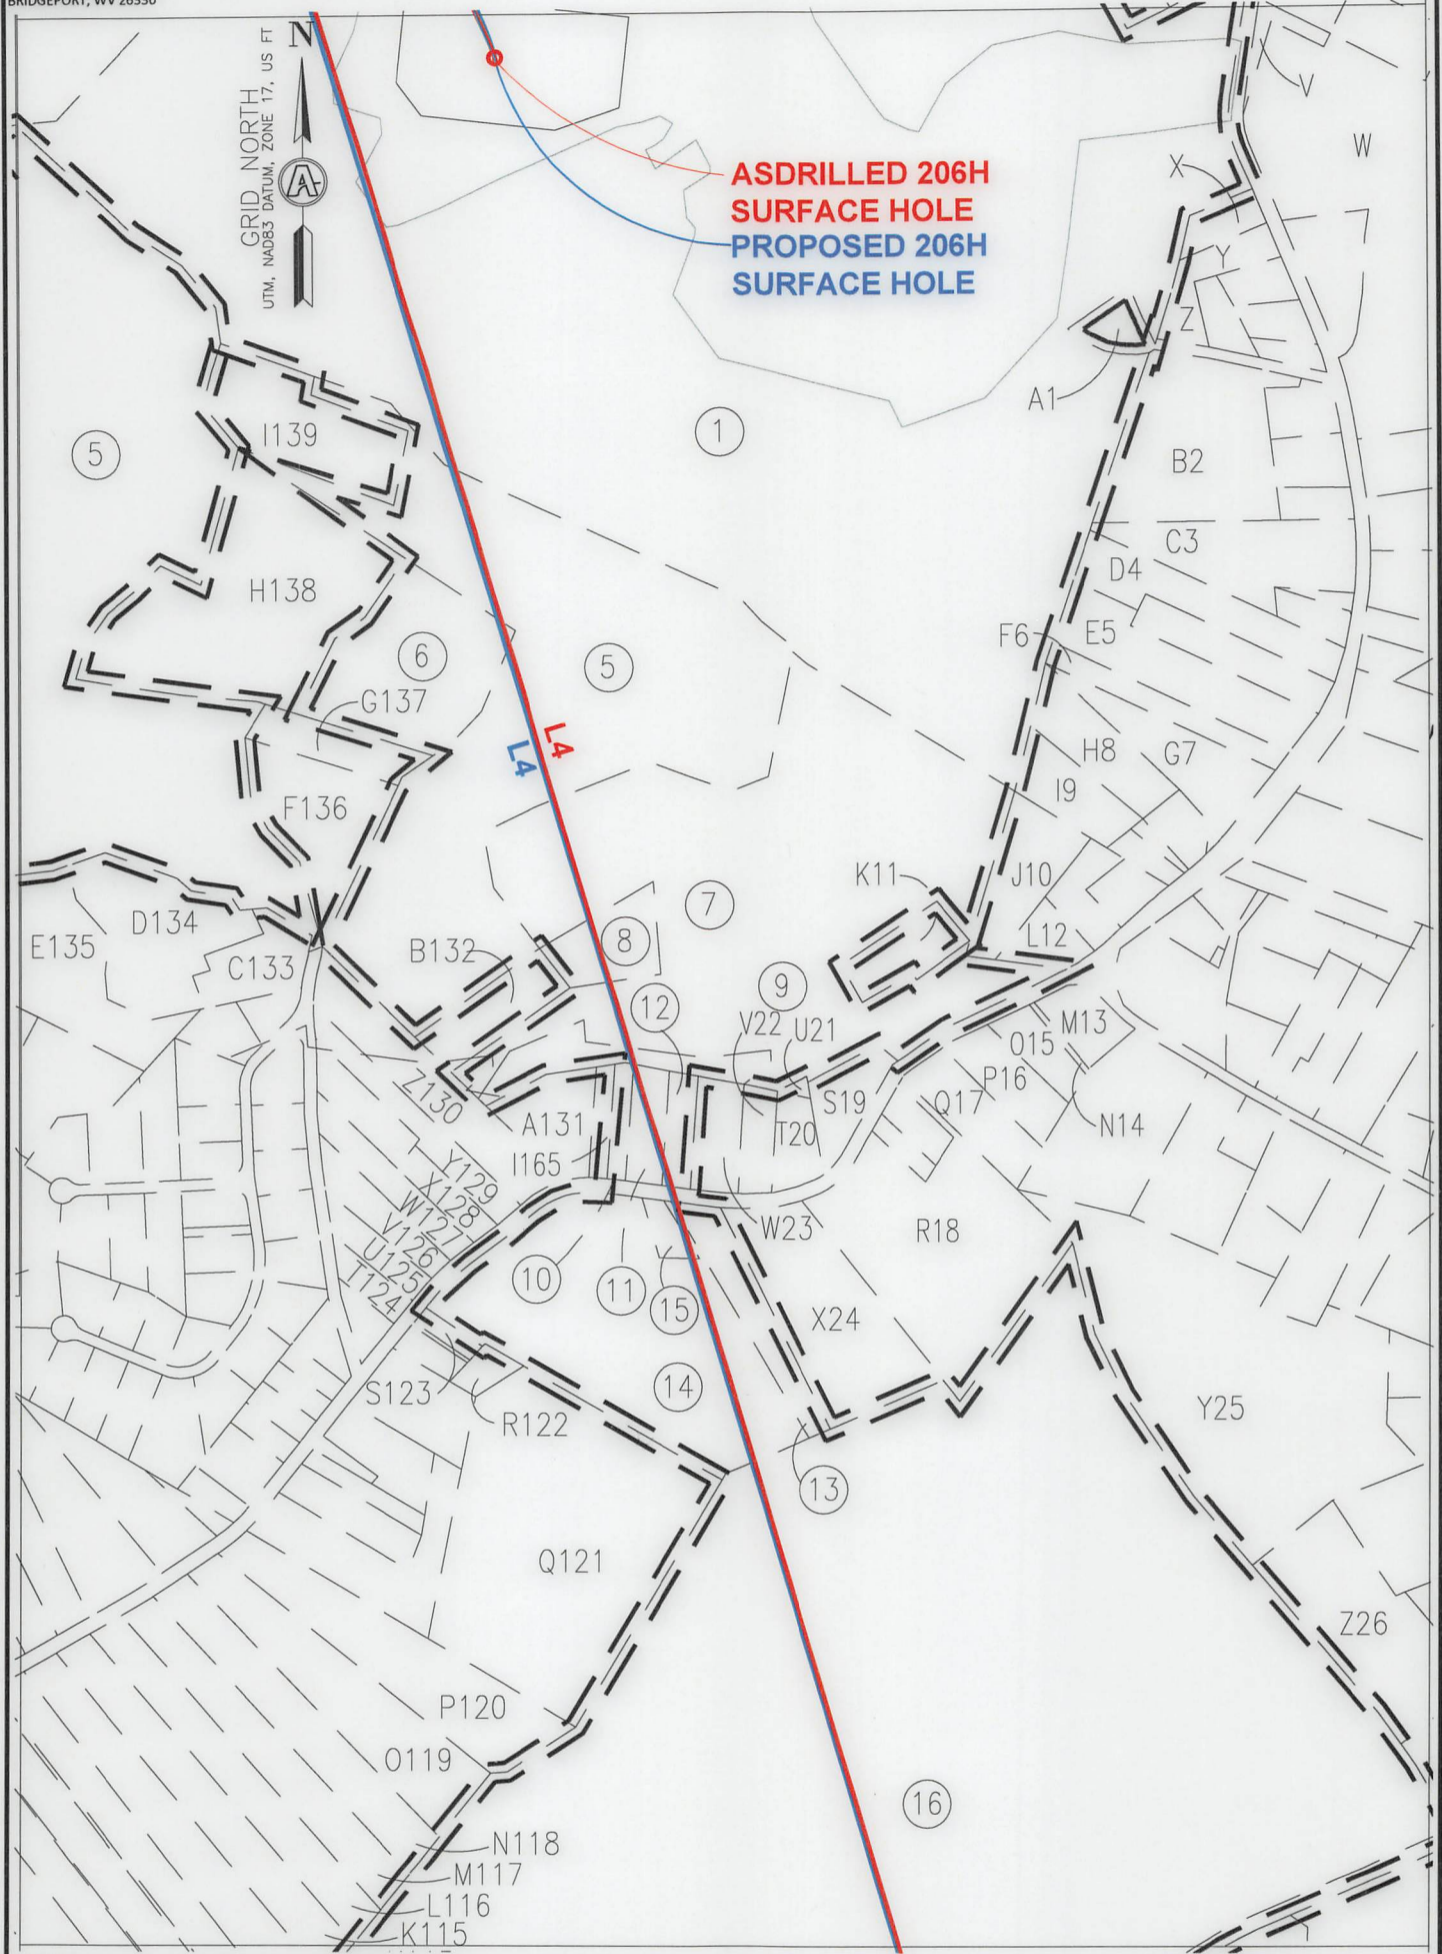 BRIDGEPORT, WV 26330
N
GRID NORTH
UTM, NAD83 DATUM, ZONE 17, US FT
A
ASDRILLED 206H
SURFACE HOLE
PROPOSED 206H
SURFACE HOLE
V
W
X
Y
Z
A1
1
I139
5
B2
C3
D4
H138
F6
E5
6
5
G137
L4
L4
H8
G7
I9
F136
K11
J10
7
D134
E135
B132
8
L12
C133
9
12
V22
U21
M13
O15
P16
Z130
S19
Q17
A131
T20
N14
I165
Y129
X128
W127
V126
U125
T124
W23
R18
10
11
15
X24
14
S123
R122
Y25
13
Q121
Z26
P120
O119
16
N118
M117
L116
K115